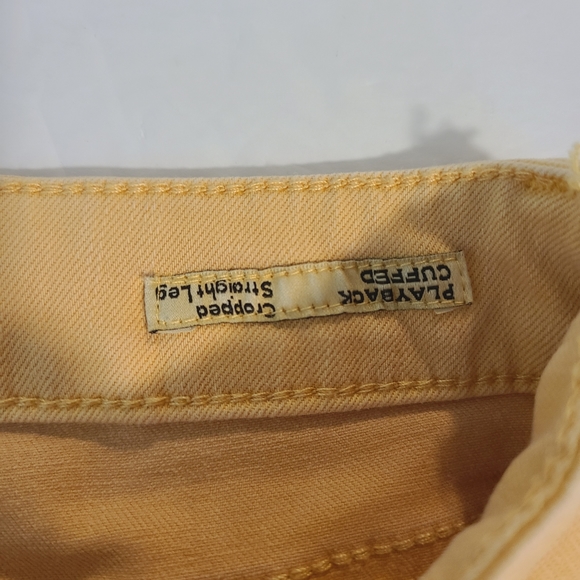 PLAYBACK
CUFFED
Cropped
Straight Leg